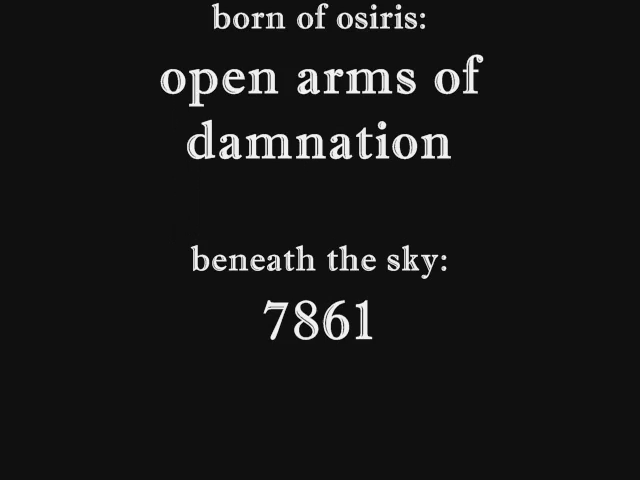 born of osiris:
open arms of
damnation
beneath the sky:
7861